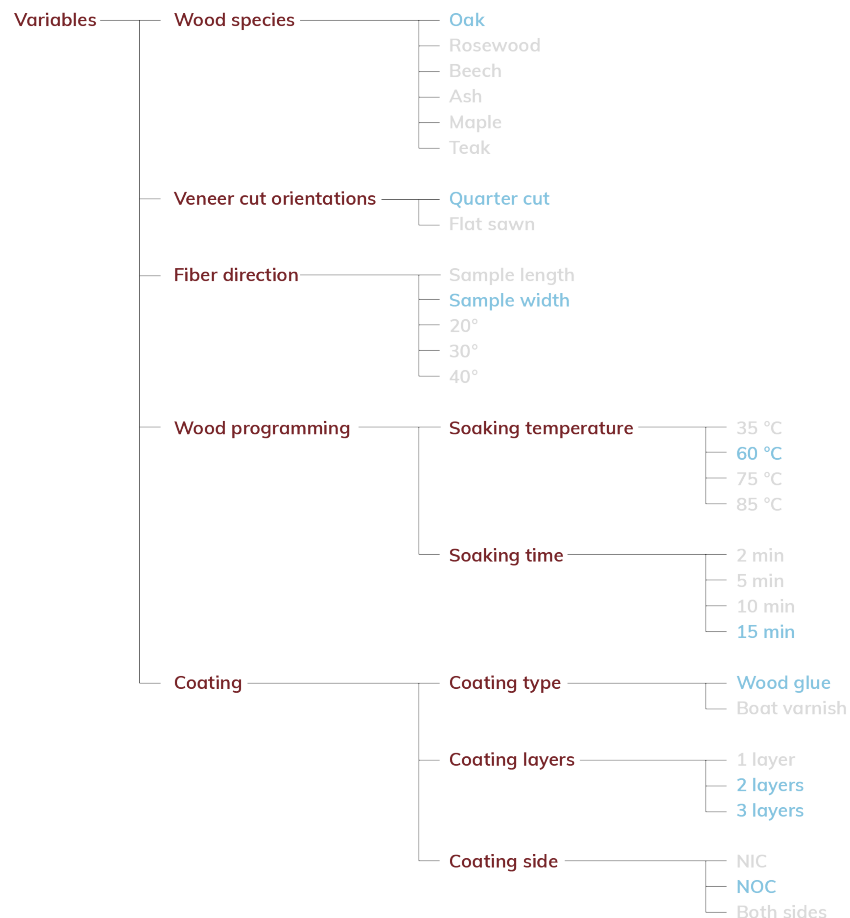 Variables
Wood species
Oak
Rosewood
Beech
Ash
Maple
Teak
Veneer cut orientations
Quarter cut
Flat sawn
Fiber direction
Sample length
Sample width
20°
30°
40°
Wood programming
Soaking temperature
35 °C
60 °C
75 °C
85 °C
Soaking time
2 min
5 min
10 min
15 min
Coating
Coating type
Wood glue
Boat varnish
Coating layers
1 layer
2 layers
3 layers
Coating side
NIC
NOC
Both sides